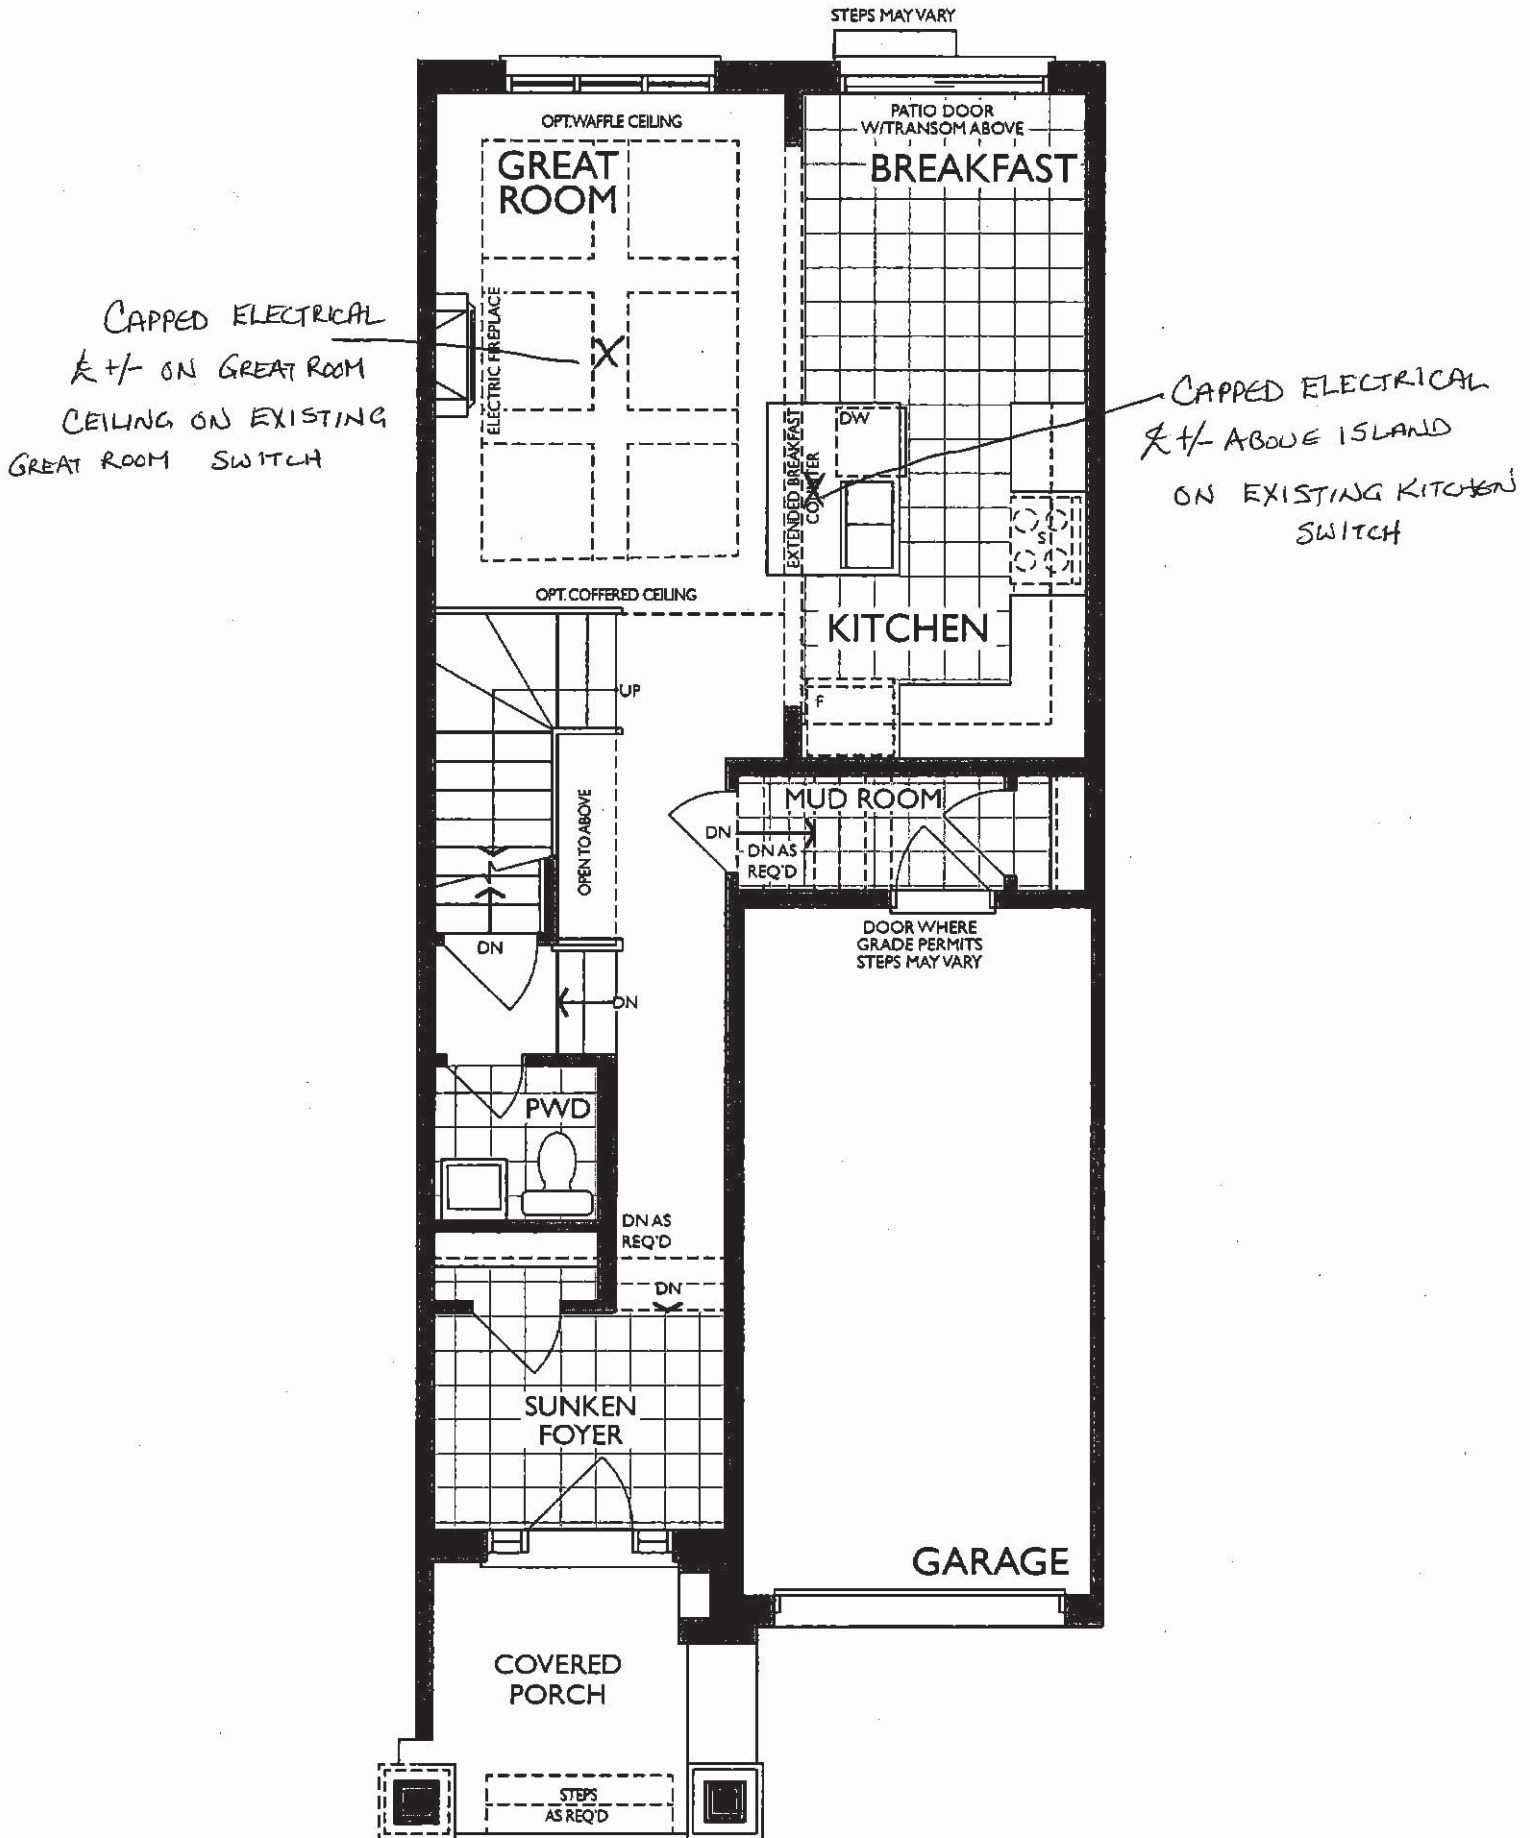 STEPS MAY VARY
OPT. WAFFLE CEILING
GREAT
ROOM
PATIO DOOR
W/TRANSOM ABOVE
BREAKFAST
ELECTRIC FIREPLACE
CAPPED ELECTRICAL
℄ +/- ON GREAT ROOM
CEILING ON EXISTING
GREAT ROOM SWITCH
X
CAPPED ELECTRICAL
℄ +/- ABOVE ISLAND
ON EXISTING KITCHEN
SWITCH
DW
EXTENDED BREAKFAST
COUNTER
X
S
OPT. COFFERED CEILING
KITCHEN
UP
F
OPEN TO ABOVE
MUD ROOM
DN
DN AS
REQ'D
DN
DOOR WHERE
GRADE PERMITS
STEPS MAY VARY
DN
PWD
DN AS
REQ'D
DN
SUNKEN
FOYER
GARAGE
COVERED
PORCH
STEPS
AS REQ'D